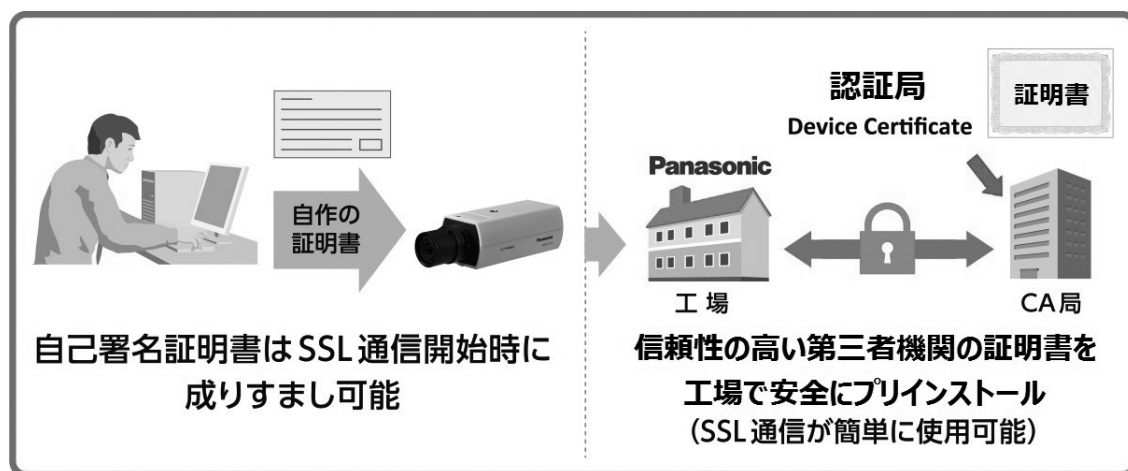 自作の
証明書
Panasonic
自己署名証明書はSSL通信開始時に
成りすまし可能
認証局
Device Certificate
証明書
Panasonic
工場
CA局
信頼性の高い第三者機関の証明書を
工場で安全にプリインストール
（SSL通信が簡単に使用可能）